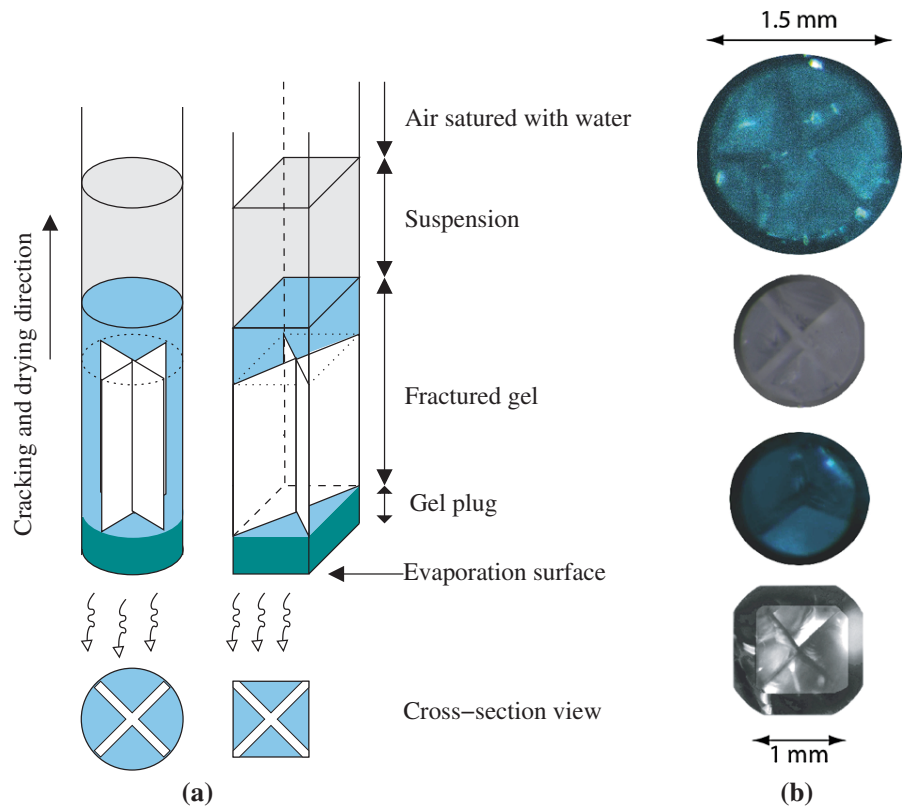 1.5 mm
Air satured with water
Suspension
Cracking and drying direction
Fractured gel
Gel plug
Evaporation surface
Cross−section view
1 mm
(a)
(b)